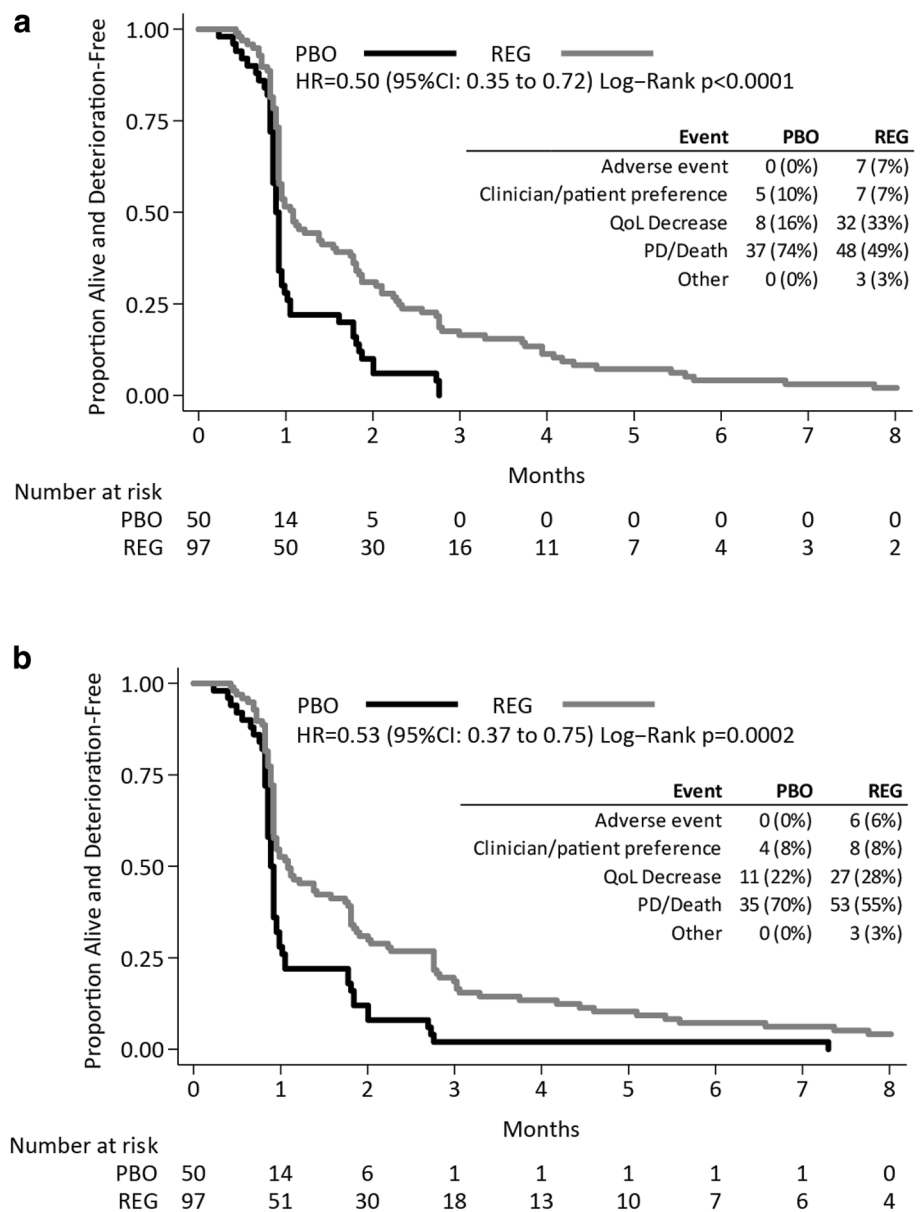 a
Proportion Alive and Deterioration-Free
1.00
0.75
0.50
0.25
0.00
PBO REG
HR=0.50 (95%CI: 0.35 to 0.72) Log–Rank p<0.0001
Event PBO REG
Adverse event 0 (0%) 7 (7%)
Clinician/patient preference 5 (10%) 7 (7%)
QoL Decrease 8 (16%) 32 (33%)
PD/Death 37 (74%) 48 (49%)
Other 0 (0%) 3 (3%)
0 1 2 3 4 5 6 7 8
Months
Number at risk
PBO 50 14 5 0 0 0 0 0 0
REG 97 50 30 16 11 7 4 3 2
b
Proportion Alive and Deterioration-Free
1.00
0.75
0.50
0.25
0.00
PBO REG
HR=0.53 (95%CI: 0.37 to 0.75) Log–Rank p=0.0002
Event PBO REG
Adverse event 0 (0%) 6 (6%)
Clinician/patient preference 4 (8%) 8 (8%)
QoL Decrease 11 (22%) 27 (28%)
PD/Death 35 (70%) 53 (55%)
Other 0 (0%) 3 (3%)
0 1 2 3 4 5 6 7 8
Months
Number at risk
PBO 50 14 6 1 1 1 1 1 0
REG 97 51 30 18 13 10 7 6 4